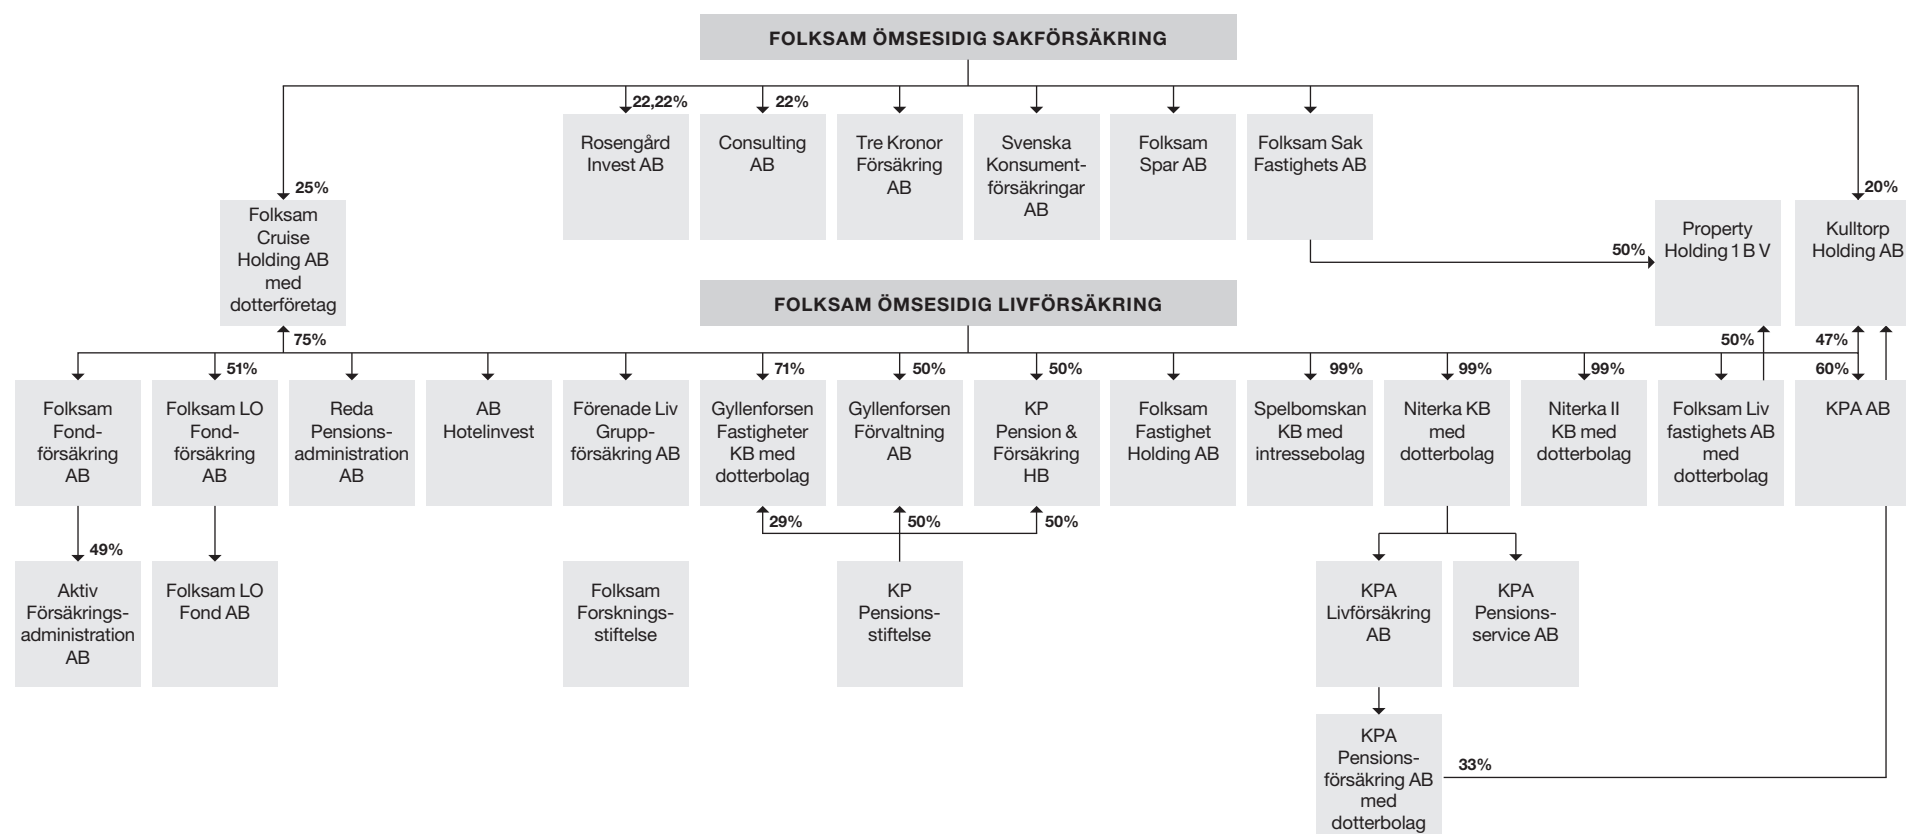 FOLKSAM ÖMSESIDIG SAKFÖRSÄKRING
22,22%
22%
Rosengård
Invest AB
Consulting
AB
Tre Kronor
Försäkring
AB
Svenska
Konsument-
försäkringar
AB
Folksam
Spar AB
Folksam Sak
Fastighets AB
25%
20%
Folksam
Cruise
Holding AB
med
dotterföretag
50%
Property
Holding 1 B V
Kulltorp
Holding AB
FOLKSAM ÖMSESIDIG LIVFÖRSÄKRING
75%
50%
47%
51%
71%
50%
50%
99%
99%
99%
60%
Folksam
Fond-
försäkring
AB
Folksam LO
Fond-
försäkring
AB
Reda
Pensions-
administration
AB
AB
Hotelinvest
Förenade Liv
Grupp-
försäkring AB
Gyllenforsen
Fastigheter
KB med
dotterbolag
Gyllenforsen
Förvaltning
AB
KP
Pension &
Försäkring
HB
Folksam
Fastighet
Holding AB
Spelbomskan
KB med
intressebolag
Niterka KB
med
dotterbolag
Niterka II
KB med
dotterbolag
Folksam Liv
fastighets AB
med
dotterbolag
KPA AB
29%
50%
50%
49%
Aktiv
Försäkrings-
administration
AB
Folksam LO
Fond AB
Folksam
Forsknings-
stiftelse
KP
Pensions-
stiftelse
KPA
Livförsäkring
AB
KPA
Pensions-
service AB
KPA
Pensions-
försäkring AB
med
dotterbolag
33%